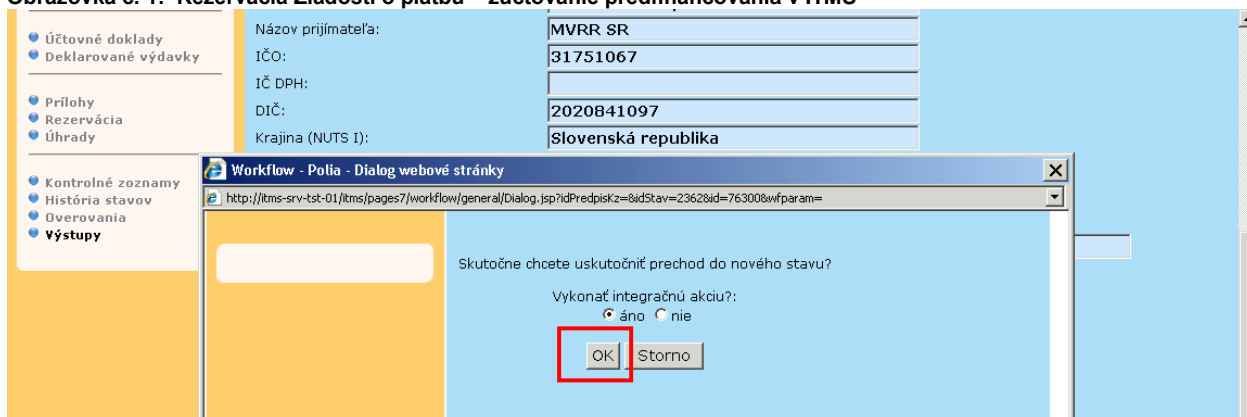 Obrazovka č. 1: Rezervácia Žiadosti o platbu – zúčtovanie predfinancovania v ITMS
Účtovné doklady
Deklarované výdavky
Prílohy
Rezervácia
Úhrady
Kontrolné zoznamy
História stavov
Overovania
Výstupy
Názov prijímateľa: MVRR SR
IČO: 31751067
IČ DPH:
DIČ: 2020841097
Krajina (NUTS I): Slovenská republika
Workflow - Polia - Dialog webové stránky
http://itms-srv-tst-01/itms/pages7/workflow/general/Dialog.jsp?idPredpisKz=&idStav=2362&id=76300&wfparam=
Skutočne chcete uskutočniť prechod do nového stavu?
Vykonať integračnú akciu?:
áno nie
OK Storno